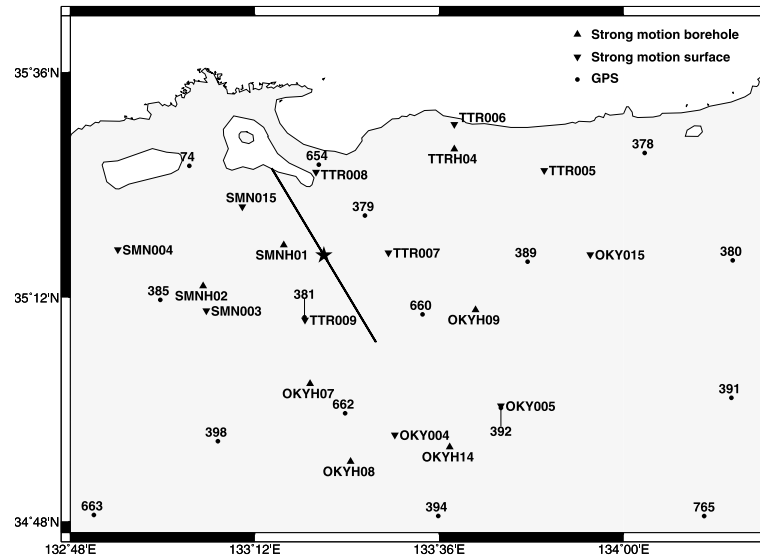 Strong motion borehole
Strong motion surface
GPS
35°36'N
TTR006
378
74
654
TTRH04
TTR008
TTR005
SMN015
379
SMN004
SMNH01
TTR007
389
OKY015
380
385
SMNH02
381
35°12'N
SMN003
TTR009
660
OKYH09
OKYH07
662
391
OKY005
398
OKY004
392
OKYH14
OKYH08
663
394
765
34°48'N
132°48'E
133°12'E
133°36'E
134°00'E